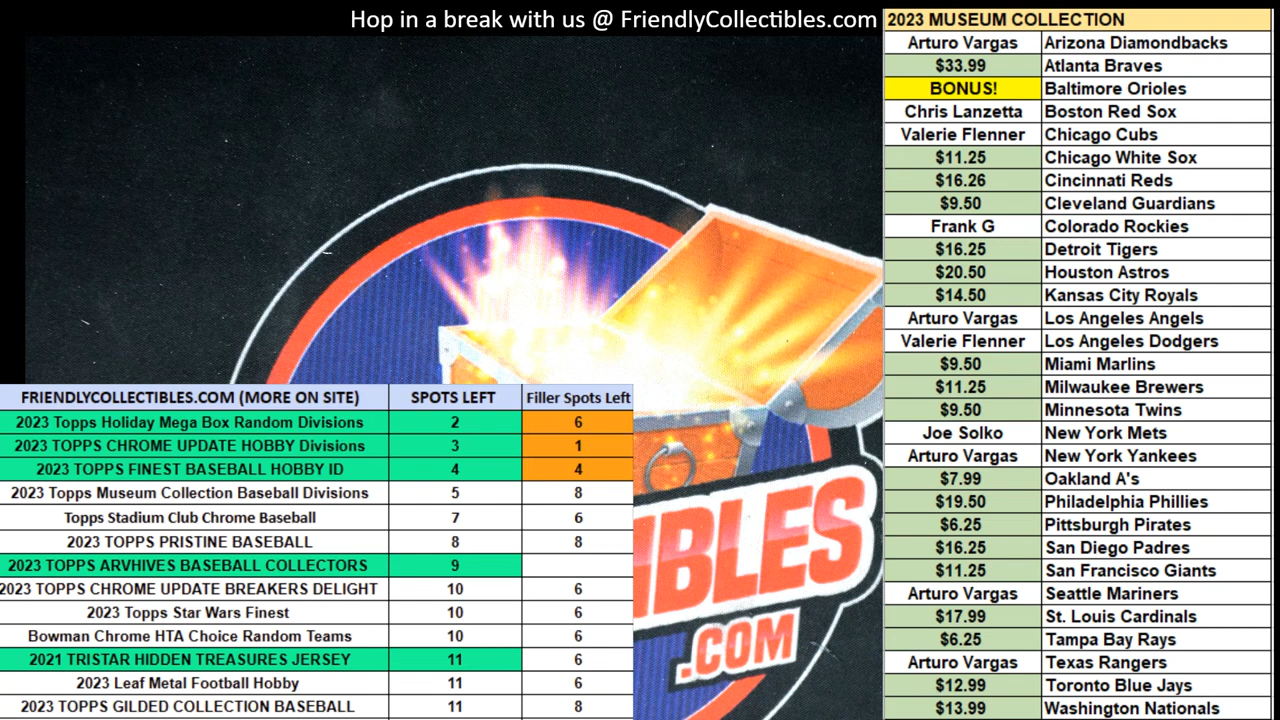 Hop in a break with us @ FriendlyCollectibles.com
2023 MUSEUM COLLECTION
Arturo Vargas Arizona Diamondbacks
$33.99 Atlanta Braves
BONUS! Baltimore Orioles
Chris Lanzetta Boston Red Sox
Valerie Flenner Chicago Cubs
$11.25 Chicago White Sox
$16.26 Cincinnati Reds
$9.50 Cleveland Guardians
Frank G Colorado Rockies
$16.25 Detroit Tigers
$20.50 Houston Astros
$14.50 Kansas City Royals
Arturo Vargas Los Angeles Angels
Valerie Flenner Los Angeles Dodgers
$9.50 Miami Marlins
$11.25 Milwaukee Brewers
$9.50 Minnesota Twins
Joe Solko New York Mets
Arturo Vargas New York Yankees
$7.99 Oakland A's
$19.50 Philadelphia Phillies
$6.25 Pittsburgh Pirates
$16.25 San Diego Padres
$11.25 San Francisco Giants
Arturo Vargas Seattle Mariners
$17.99 St. Louis Cardinals
$6.25 Tampa Bay Rays
Arturo Vargas Texas Rangers
$12.99 Toronto Blue Jays
$13.99 Washington Nationals
FRIENDLYCOLLECTIBLES.COM (MORE ON SITE) SPOTS LEFT Filler Spots Left
2023 Topps Holiday Mega Box Random Divisions 2 6
2023 TOPPS CHROME UPDATE HOBBY Divisions 3 1
2023 TOPPS FINEST BASEBALL HOBBY ID 4 4
2023 Topps Museum Collection Baseball Divisions 5 8
Topps Stadium Club Chrome Baseball 7 6
2023 TOPPS PRISTINE BASEBALL 8 8
2023 TOPPS ARVHIVES BASEBALL COLLECTORS 9
2023 TOPPS CHROME UPDATE BREAKERS DELIGHT 10 6
2023 Topps Star Wars Finest 10 6
Bowman Chrome HTA Choice Random Teams 10 6
2021 TRISTAR HIDDEN TREASURES JERSEY 11 6
2023 Leaf Metal Football Hobby 11 6
2023 TOPPS GILDED COLLECTION BASEBALL 11 8
IBLES
.COM